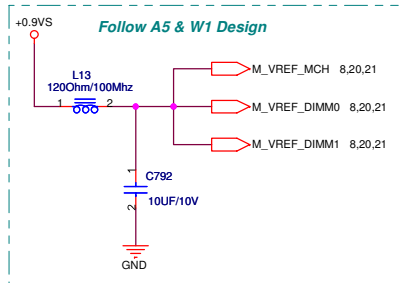 +0.9VS
Follow A5 & W1 Design
L13
120Ohm/100Mhz
1 2
M_VREF_MCH 8,20,21
M_VREF_DIMM0 8,20,21
M_VREF_DIMM1 8,20,21
1
C792
2
10UF/10V
GND